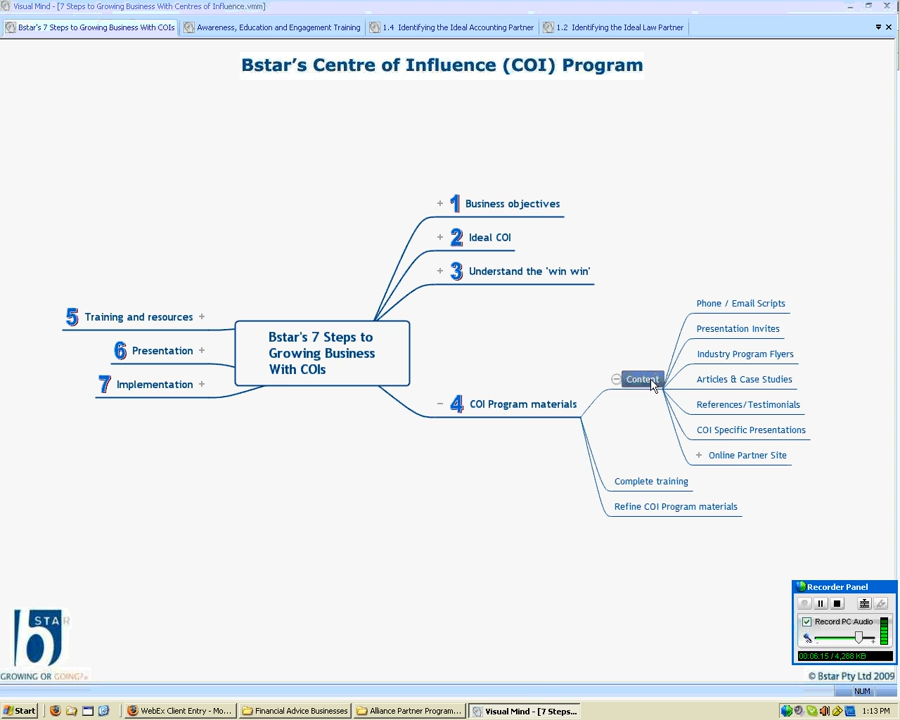 Visual Mind - [7 Steps to Growing Business With Centres of Influence.vmm]
Bstar's 7 Steps to Growing Business With COIs
Awareness, Education and Engagement Training
1.4 Identifying the Ideal Accounting Partner
1.2 Identifying the Ideal Law Partner
Bstar's Centre of Influence (COI) Program
1 Business objectives
2 Ideal COI
3 Understand the 'win win'
5 Training and resources
6 Presentation
7 Implementation
Bstar's 7 Steps to
Growing Business
With COIs
4 COI Program materials
Content
Phone / Email Scripts
Presentation Invites
Industry Program Flyers
Articles & Case Studies
References/Testimonials
COI Specific Presentations
Online Partner Site
Complete training
Refine COI Program materials
Recorder Panel
Record PC Audio
00:06:15 / 4,288 KB
b STAR
GROWING OR GOING?
© Bstar Pty Ltd 2009
NUM
Start
WebEx Client Entry - Mo...
Financial Advice Businesses
Alliance Partner Program...
Visual Mind - [7 Steps...
1:13 PM